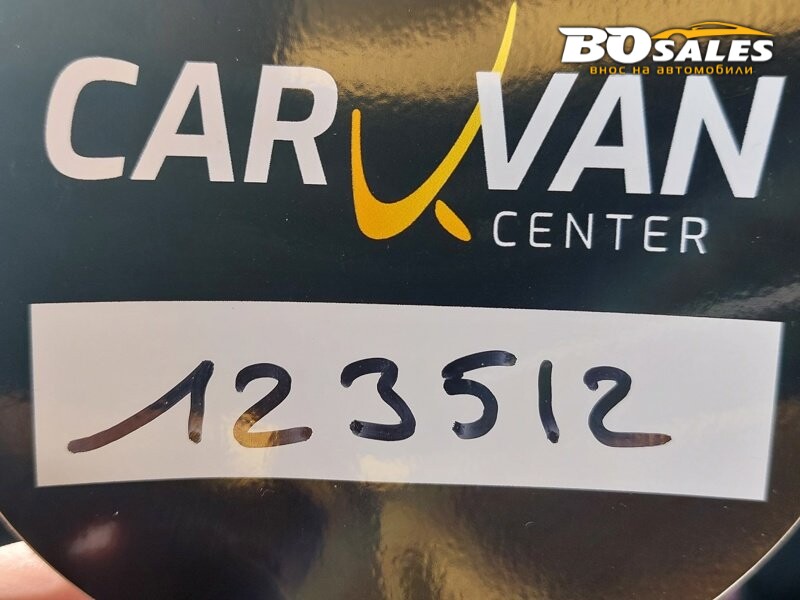 BOSALES
внос на автомобили
CAR VAN
CENTER
123512